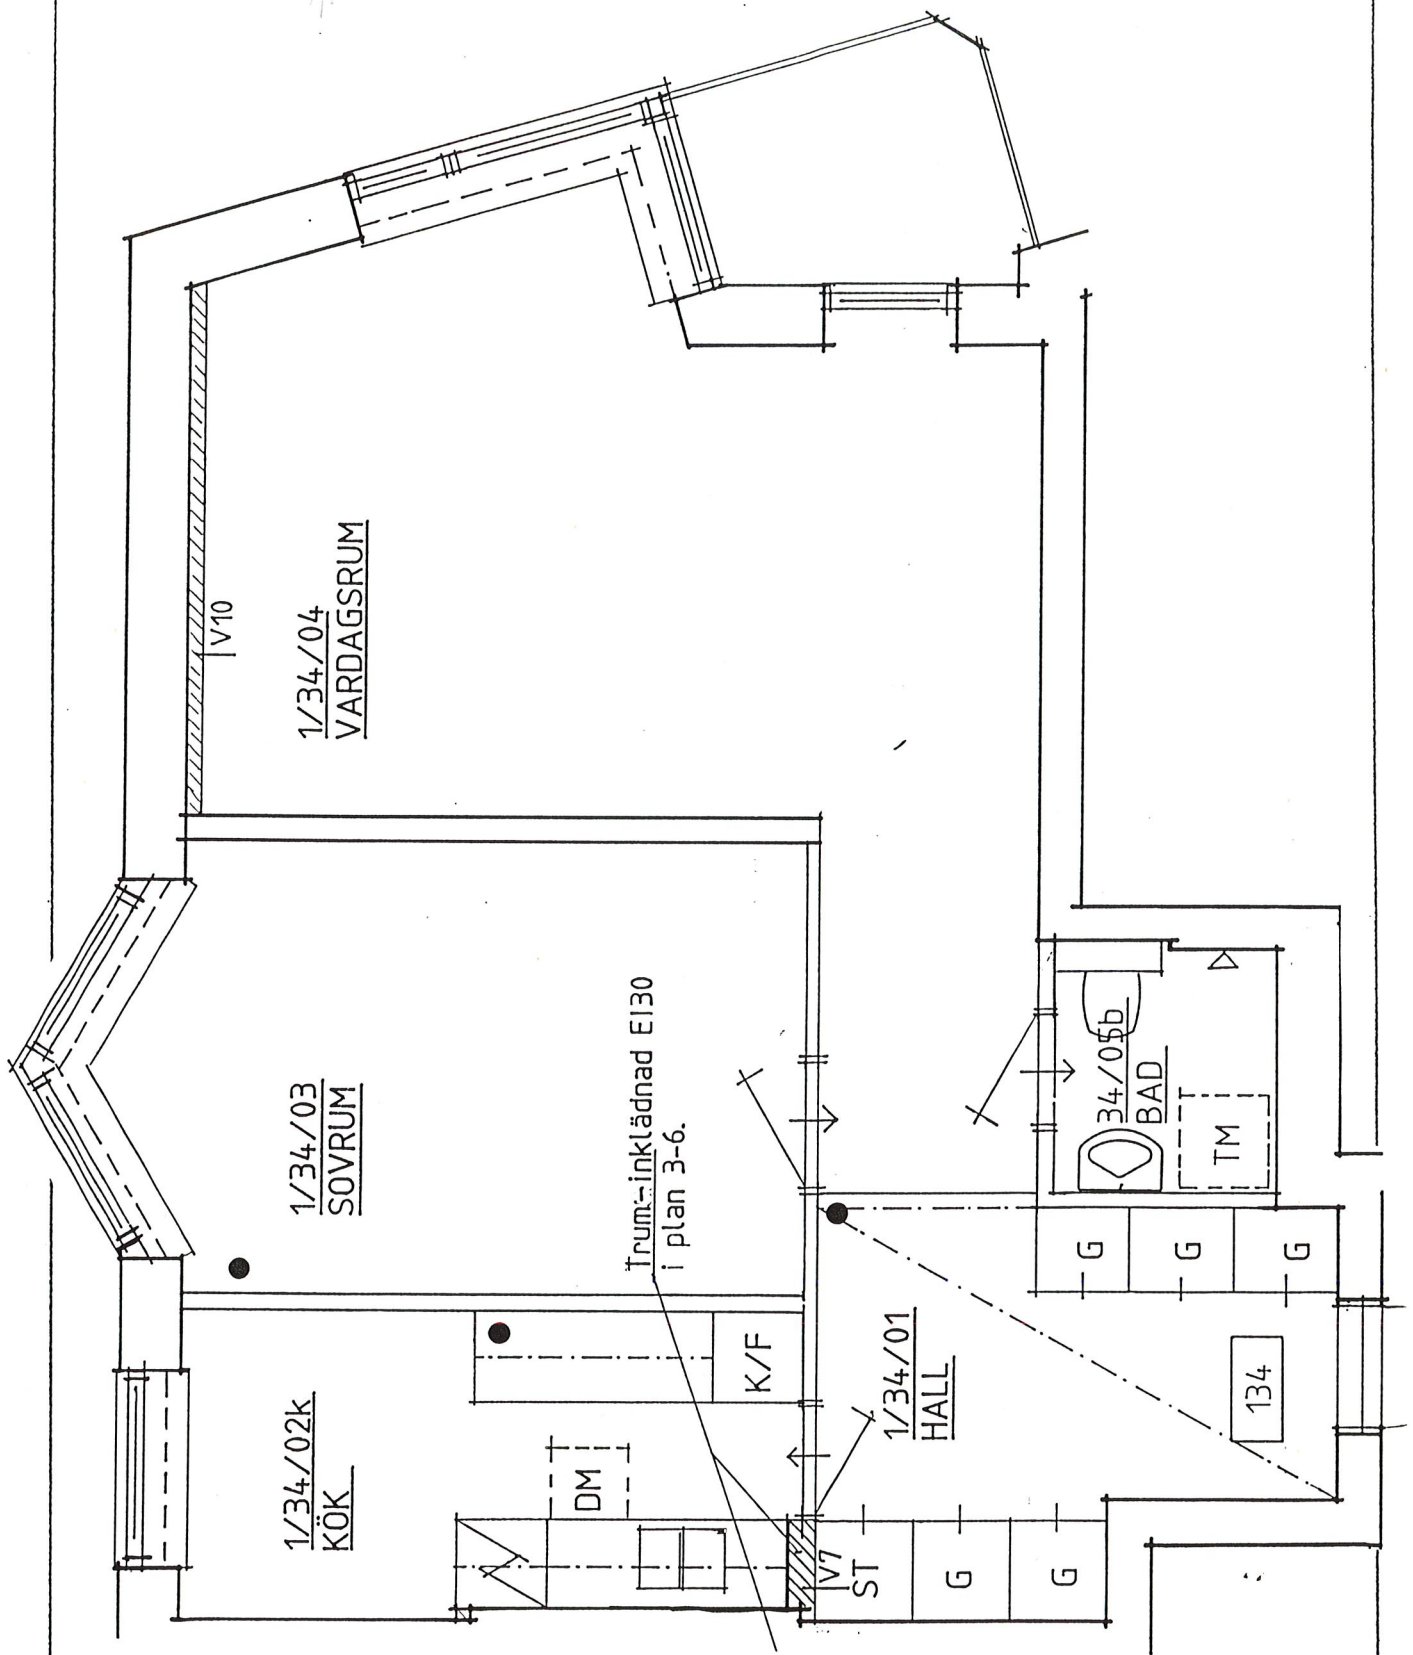 V10
1/34/04
VARDAGSRUM
1/34/03
SOVRUM
Trum-inklädnad EI30
i plan 3-6.
34/05b
BAD
TM
1/34/02k
KÖK
K/F
DM
1/34/01
HALL
134
G
G
G
V7
ST
G
G